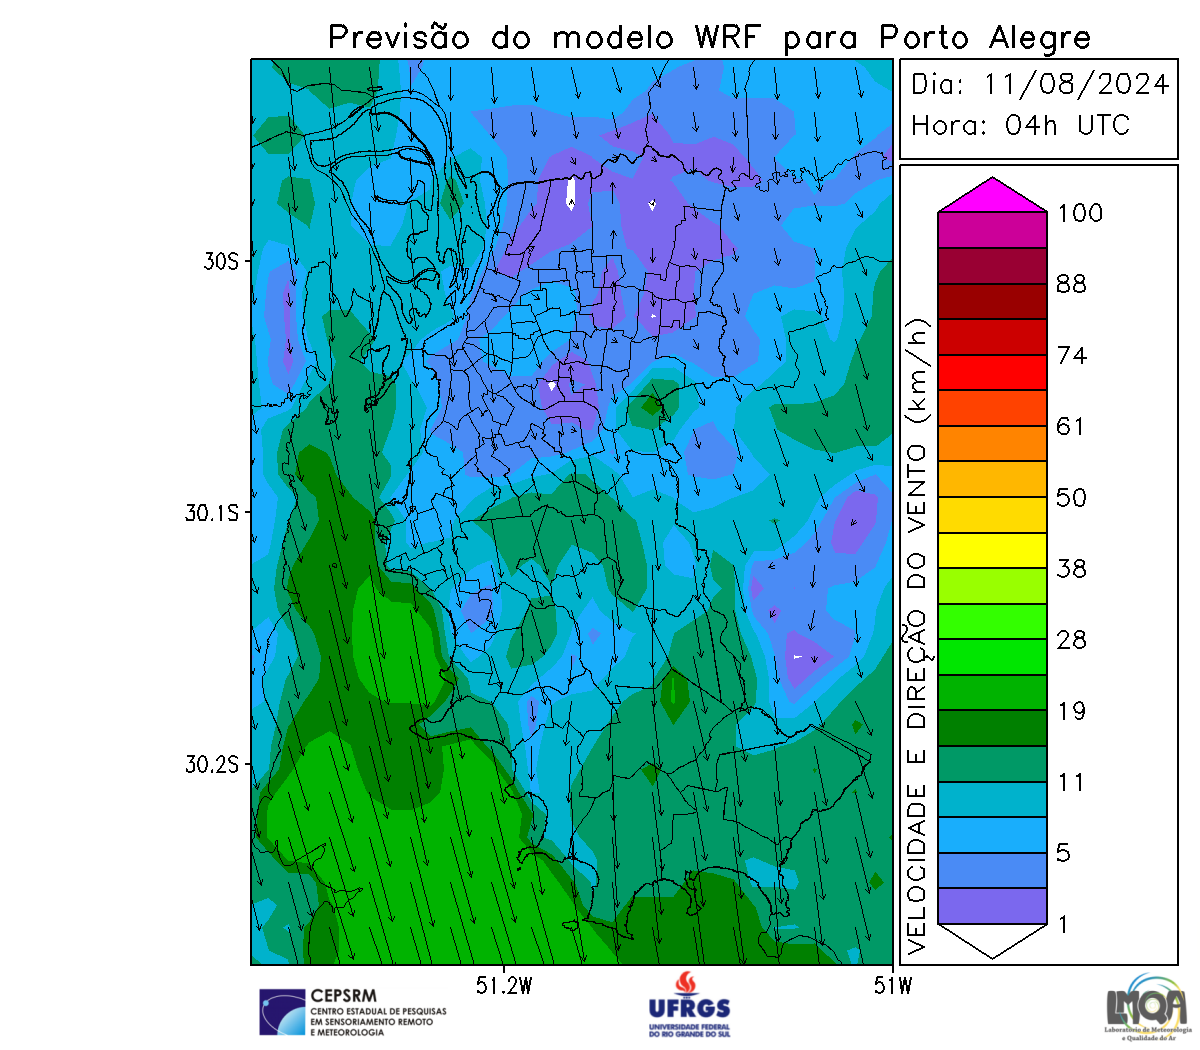 Previsão do modelo WRF para Porto Alegre
Dia: 11/08/2024
Hora: 04h UTC
30S
30.1S
30.2S
51.2W
51W
VELOCIDADE E DIREÇÃO DO VENTO (km/h)
100
88
74
61
50
38
28
19
11
5
1
CEPSRM
CENTRO ESTADUAL DE PESQUISAS
EM SENSORIAMENTO REMOTO
E METEOROLOGIA
UFRGS
UNIVERSIDADE FEDERAL
DO RIO GRANDE DO SUL
LMQA
Laboratório de Meteorologia
e Qualidade do Ar